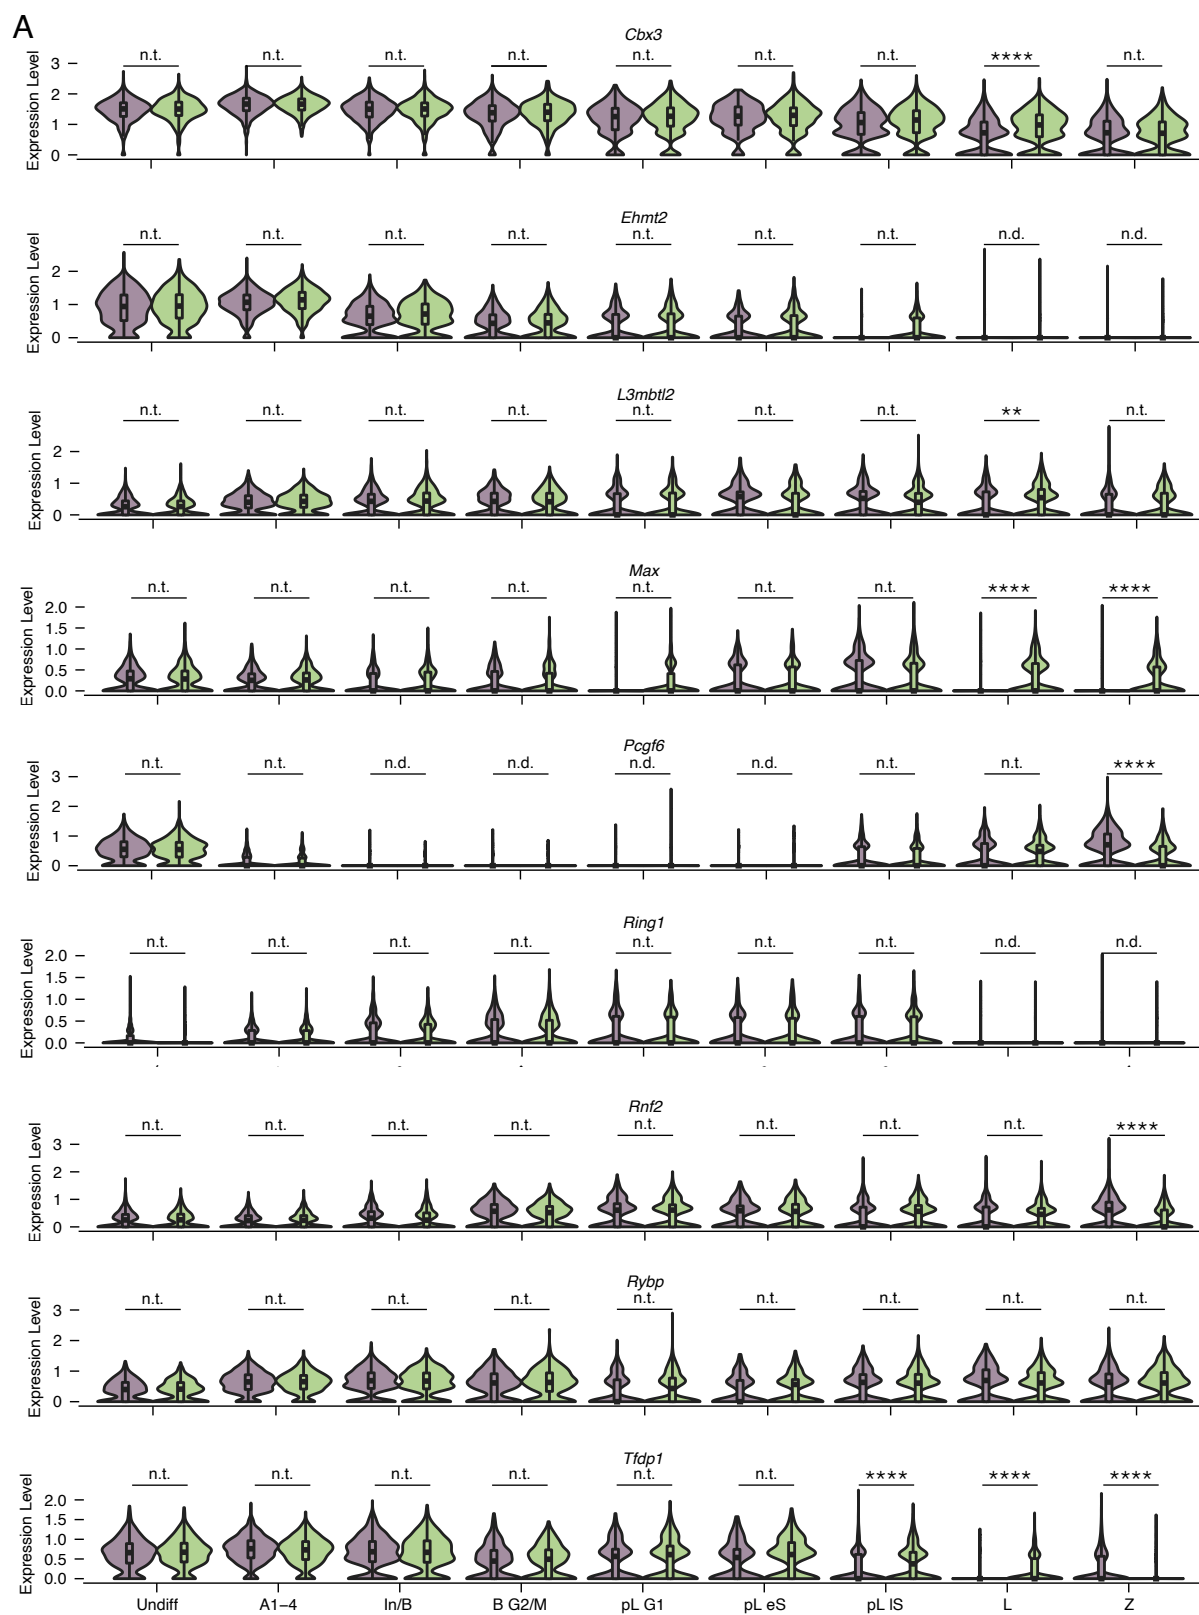 A
Cbx3
n.t. n.t. n.t. n.t. n.t. n.t. n.t. **** n.t.
Expression Level
3
2
1
0
Ehmt2
n.t. n.t. n.t. n.t. n.t. n.t. n.t. n.d. n.d.
Expression Level
2
1
0
L3mbtl2
n.t. n.t. n.t. n.t. n.t. n.t. n.t. ** n.t.
Expression Level
2
1
0
Max
n.t. n.t. n.t. n.t. n.t. n.t. n.t. **** ****
Expression Level
2.0
1.5
1.0
0.5
0.0
Pcgf6
n.t. n.t. n.d. n.d. n.d. n.d. n.t. n.t. ****
Expression Level
3
2
1
0
Ring1
n.t. n.t. n.t. n.t. n.t. n.t. n.t. n.d. n.d.
Expression Level
2.0
1.5
1.0
0.5
0.0
Rnf2
n.t. n.t. n.t. n.t. n.t. n.t. n.t. n.t. ****
Expression Level
3
2
1
0
Rybp
n.t. n.t. n.t. n.t. n.t. n.t. n.t. n.t. n.t.
Expression Level
3
2
1
0
Tfdp1
n.t. n.t. n.t. n.t. n.t. n.t. **** **** ****
Expression Level
2.0
1.5
1.0
0.5
0.0
Undiff A1–4 In/B B G2/M pL G1 pL eS pL lS L Z